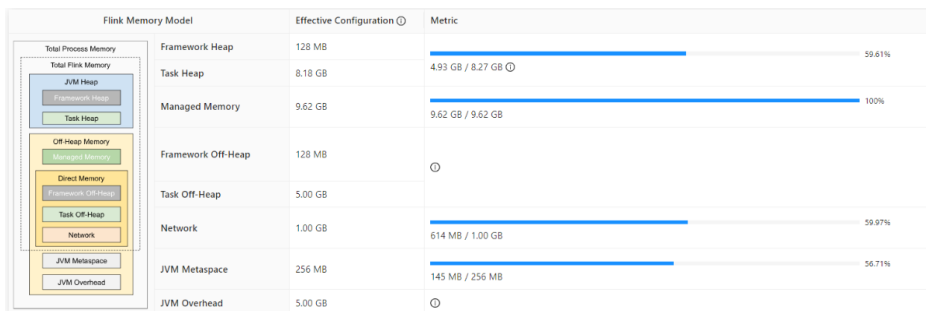 Flink Memory Model Effective Configuration Metric
Total Process Memory
Total Flink Memory
JVM Heap
Framework Heap
Task Heap
Off-Heap Memory
Managed Memory
Direct Memory
Framework Off-Heap
Task Off-Heap
Network
JVM Metaspace
JVM Overhead
Framework Heap 128 MB
59.61%
4.93 GB / 8.27 GB
Task Heap 8.18 GB
Managed Memory 9.62 GB
100%
9.62 GB / 9.62 GB
Framework Off-Heap 128 MB
Task Off-Heap 5.00 GB
Network 1.00 GB
59.97%
614 MB / 1.00 GB
JVM Metaspace 256 MB
56.71%
145 MB / 256 MB
JVM Overhead 5.00 GB